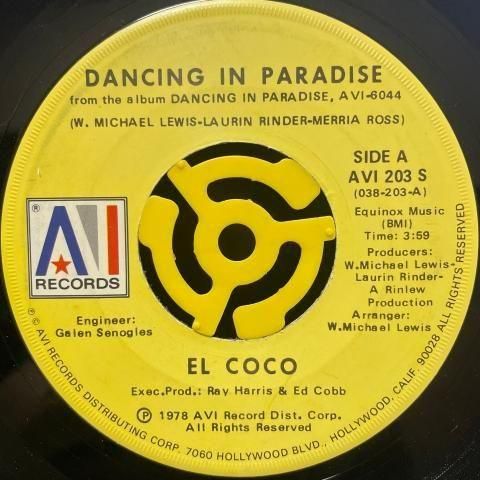 DANCING IN PARADISE
from the album DANCING IN PARADISE, AVI-6044
(W. MICHAEL LEWIS-LAURIN RINDER-MERRIA ROSS)
SIDE A
AVI 203 S
(038-203-A)
Equinox Music
(BMI)
Time: 3:59
Producers:
W.Michael Lewis-
Laurin Rinder-
A Rinlew
Production
Arranger:
W.Michael Lewis
®
AVI
RECORDS
Engineer:
Galen Senogles
EL COCO
Exec.Prod.: Ray Harris & Ed Cobb
℗ 1978 AVI Record Dist. Corp.
All Rights Reserved
℗ © AVI RECORDS DISTRIBUTING CORP. 7060 HOLLYWOOD BLVD., HOLLYWOOD, CALIF. 90028 ALL RIGHTS RESERVED